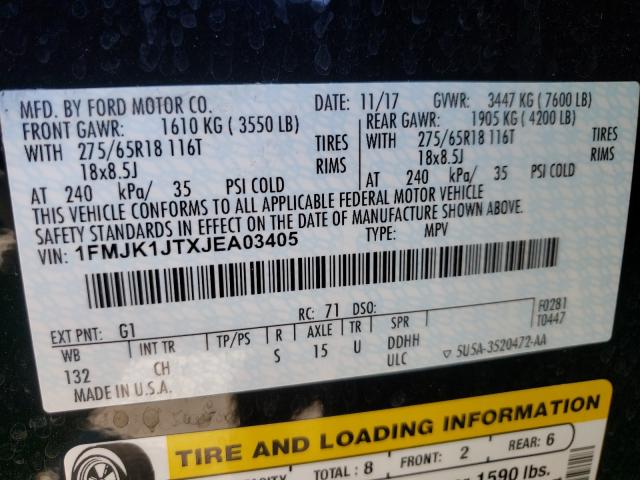 MFD. BY FORD MOTOR CO. DATE: 11/17 GVWR: 3447 KG (7600 LB)
FRONT GAWR: 1610 KG (3550 LB) REAR GAWR: 1905 KG (4200 LB)
WITH 275/65R18 116T TIRES WITH 275/65R18 116T TIRES
18x8.5J RIMS 18x8.5J RIMS
AT 240 kPa/ 35 PSI COLD AT 240 kPa/ 35 PSI COLD
THIS VEHICLE CONFORMS TO ALL APPLICABLE FEDERAL MOTOR VEHICLE
SAFETY STANDARDS IN EFFECT ON THE DATE OF MANUFACTURE SHOWN ABOVE.
VIN: 1FMJK1JTXJEA03405 TYPE: MPV
EXT PNT: G1 RC: 71 DSO: F0281
WB INT TR TP/PS R AXLE TR SPR T0447
132 CH S 15 U DDHH
ULC ▽ 5U5A-3520472-AA
MADE IN U.S.A.
TIRE AND LOADING INFORMATION
TOTAL: 8 FRONT: 2 REAR: 6
1590 lbs.